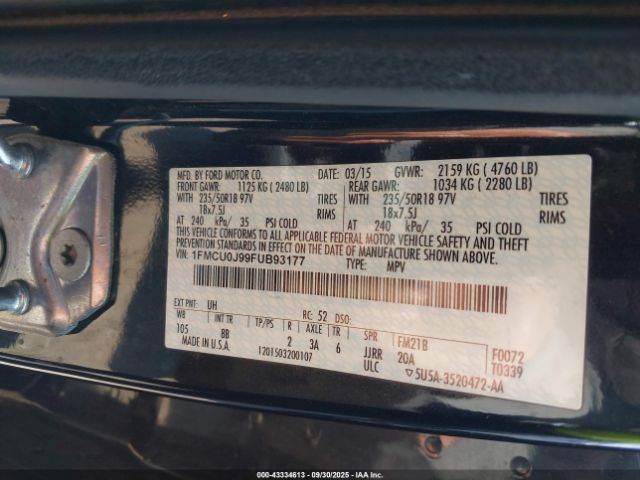 MFD. BY FORD MOTOR CO. DATE: 03/15 GVWR: 2159 KG ( 4760 LB)
FRONT GAWR: 1125 KG ( 2480 LB) REAR GAWR: 1034 KG ( 2280 LB)
WITH 235/50R18 97V TIRES WITH 235/50R18 97V TIRES
18x7.5J RIMS 18x7.5J RIMS
AT 240 kPa/ 35 PSI COLD AT 240 kPa/ 35 PSI COLD
THIS VEHICLE CONFORMS TO ALL APPLICABLE FEDERAL MOTOR VEHICLE SAFETY AND THEFT
PREVENTION STANDARDS IN EFFECT ON THE DATE OF MANUFACTURE SHOWN ABOVE.
VIN: 1FMCU0J99FUB93177 TYPE: MPV
EXT PNT: UH RC: 52 DSO:
WB INT TR TP/PS R AXLE TR SPR FM21B F0072
105 BB 2 3A 6 JJRR 20A T0339
1201503200107 ULC ▽5U5A-3520472-AA
000-43334613 - 09/30/2025 - IAA Inc.